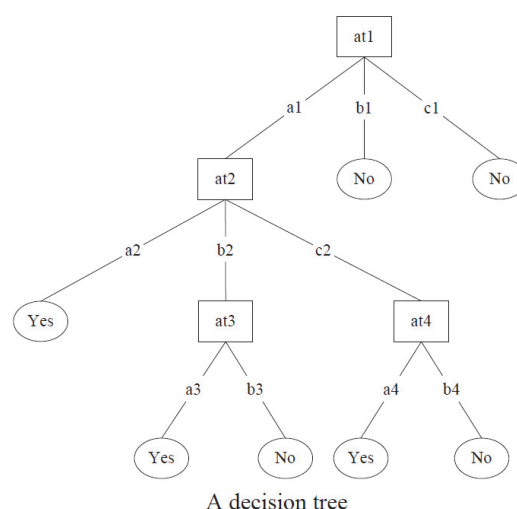 at1
a1 b1 c1
at2 No No
a2 b2 c2
Yes at3 at4
a3 b3 a4 b4
Yes No Yes No
A decision tree